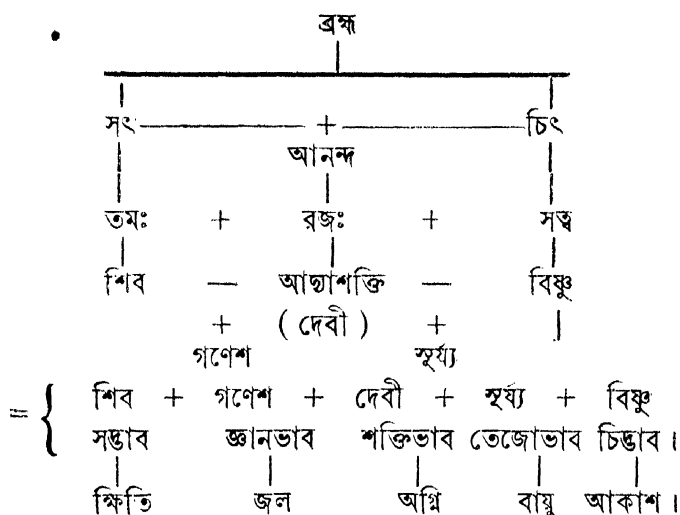 ব্রহ্ম
সৎ + চিৎ
আনন্দ
তমঃ + রজঃ + সত্ত্ব
শিব — আদ্যাশক্তি — বিষ্ণু
+ ( দেবী ) +
গণেশ সূর্য্য
= { শিব + গণেশ + দেবী + সূর্য্য + বিষ্ণু
সদ্ভাব জ্ঞানভাব শক্তিভাব তেজোভাব চিদ্ভাব ।
ক্ষিতি জল অগ্নি বায়ু আকাশ ।